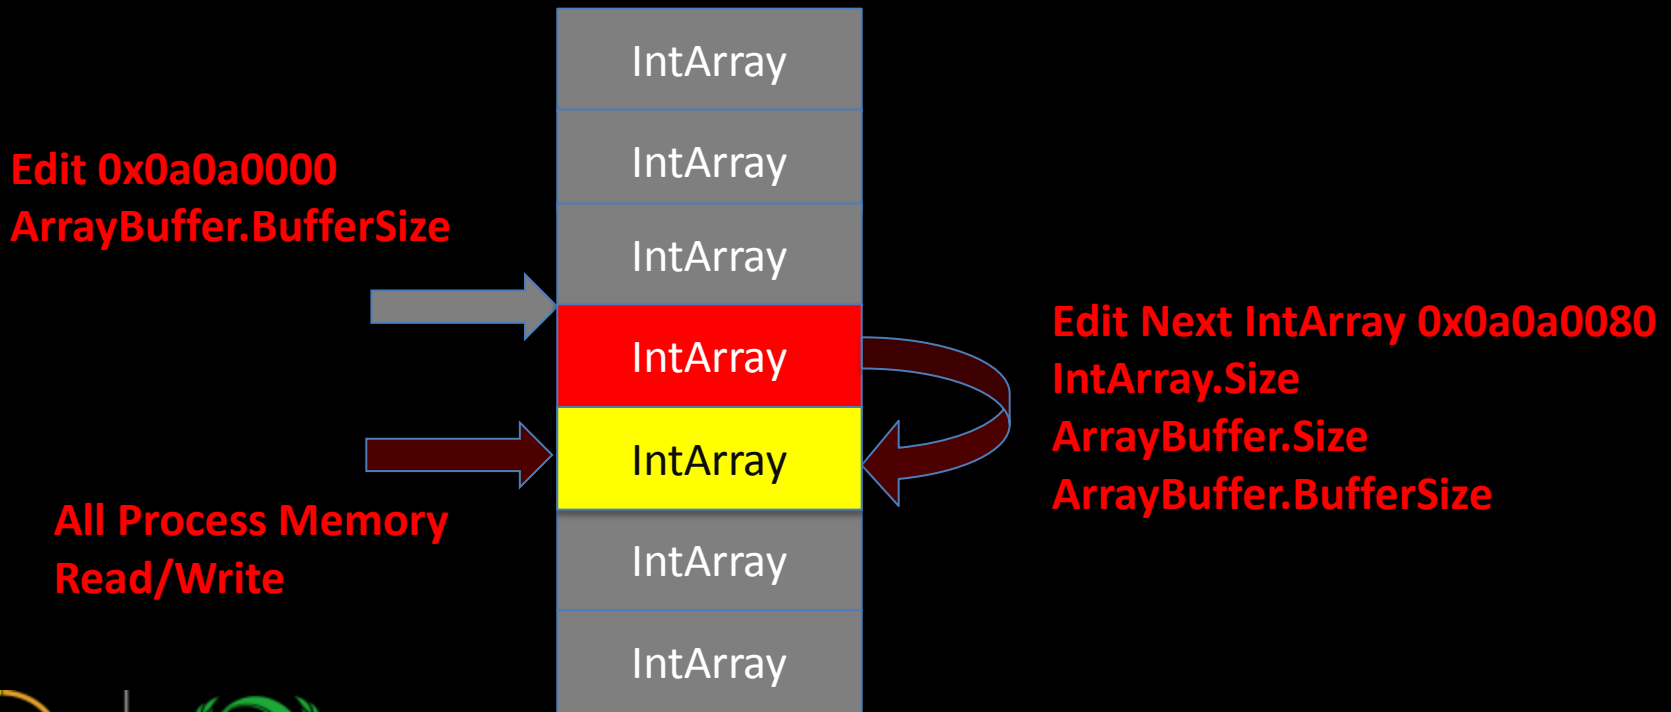 IntArray
IntArray
Edit 0x0a0a0000
ArrayBuffer.BufferSize
IntArray
IntArray
Edit Next IntArray 0x0a0a0080
IntArray.Size
ArrayBuffer.Size
ArrayBuffer.BufferSize
IntArray
All Process Memory
Read/Write
IntArray
IntArray